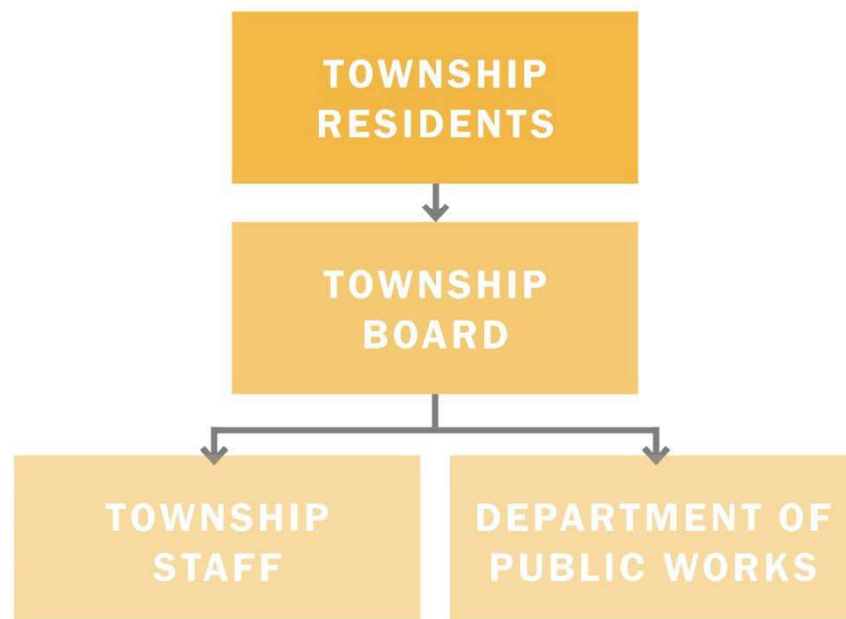 TOWNSHIP
RESIDENTS
TOWNSHIP
BOARD
TOWNSHIP
STAFF
DEPARTMENT OF
PUBLIC WORKS